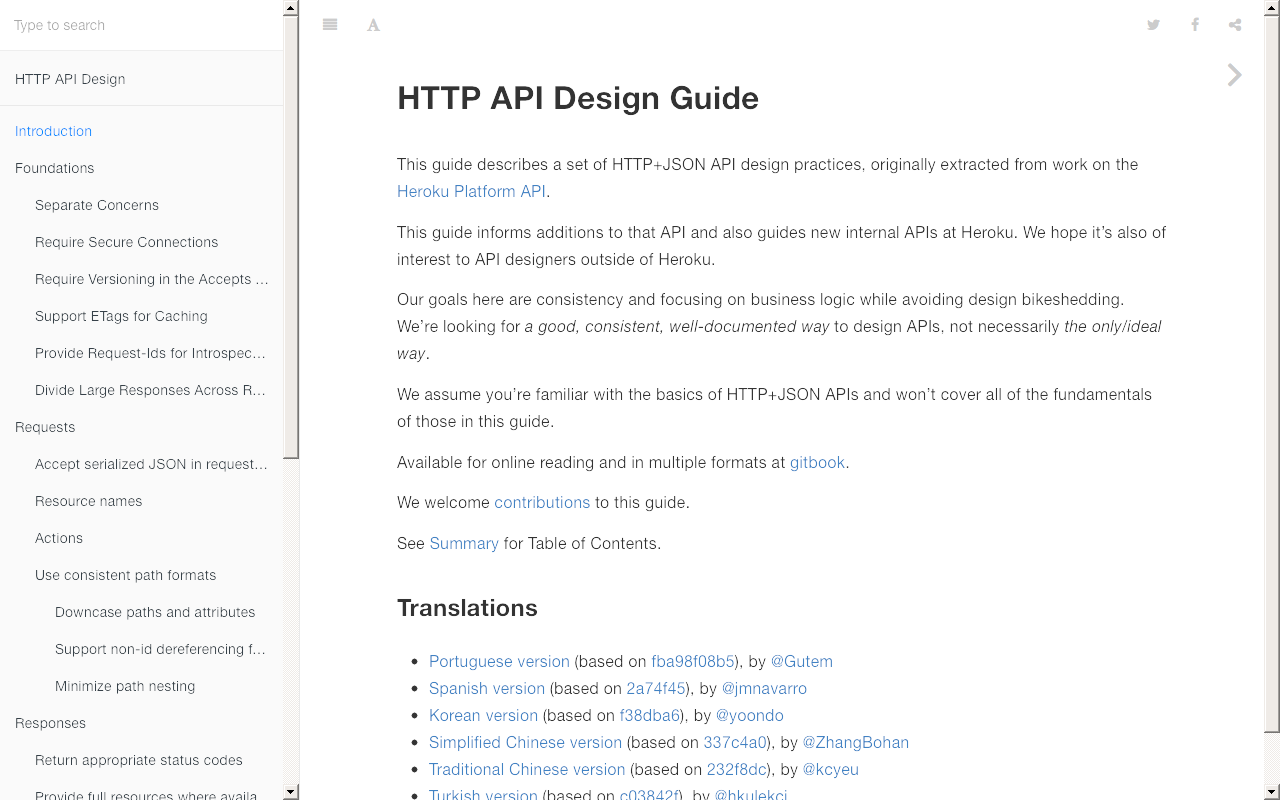 Type to search
HTTP API Design
Introduction
Foundations
Separate Concerns
Require Secure Connections
Require Versioning in the Accepts ...
Support ETags for Caching
Provide Request-Ids for Introspec...
Divide Large Responses Across R...
Requests
Accept serialized JSON in request...
Resource names
Actions
Use consistent path formats
Downcase paths and attributes
Support non-id dereferencing f...
Minimize path nesting
Responses
Return appropriate status codes
Provide full resources where availa
A
HTTP API Design Guide
This guide describes a set of HTTP+JSON API design practices, originally extracted from work on the
Heroku Platform API.
This guide informs additions to that API and also guides new internal APIs at Heroku. We hope it’s also of
interest to API designers outside of Heroku.
Our goals here are consistency and focusing on business logic while avoiding design bikeshedding.
We’re looking for a good, consistent, well-documented way to design APIs, not necessarily the only/ideal
way.
We assume you’re familiar with the basics of HTTP+JSON APIs and won’t cover all of the fundamentals
of those in this guide.
Available for online reading and in multiple formats at gitbook.
We welcome contributions to this guide.
See Summary for Table of Contents.
Translations
• Portuguese version (based on fba98f08b5), by @Gutem
• Spanish version (based on 2a74f45), by @jmnavarro
• Korean version (based on f38dba6), by @yoondo
• Simplified Chinese version (based on 337c4a0), by @ZhangBohan
• Traditional Chinese version (based on 232f8dc), by @kcyeu
• Turkish version (based on c03842f), by @hkulekci